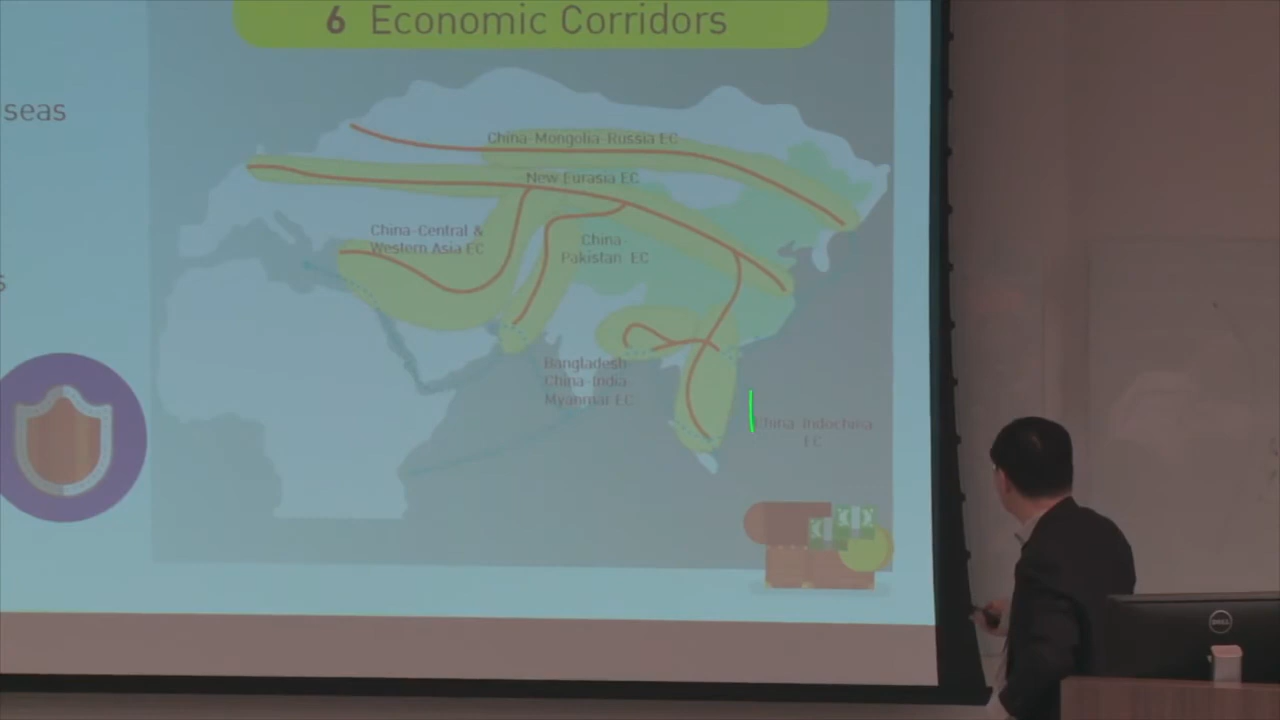 6 Economic Corridors
seas
China-Mongolia-Russia EC
New Eurasia EC
China-Central &
Western Asia EC
China
Pakistan EC
s
Bangladesh
China-India
Myanmar EC
China-Indochina
EC
DELL